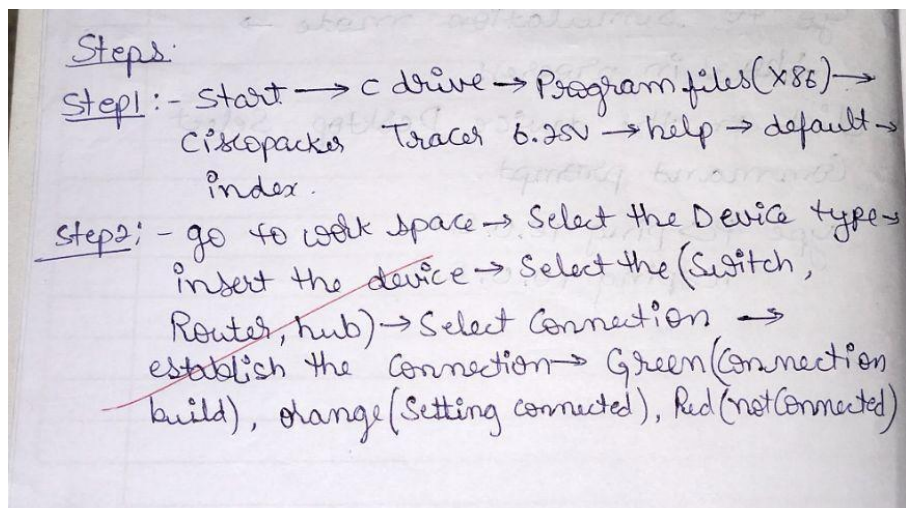 Steps.
Step1 :- Start → C drive → Program files (X86) →
Ciscopacker Tracer 6.2SV → help → default →
index.
Step2: - go to work space → Select the Device type →
insert the device → Select the (Switch,
Router, hub) → Select Connection →
establish the Connection → Green (Connection
build), orange (Setting connected), Red (not Connected)